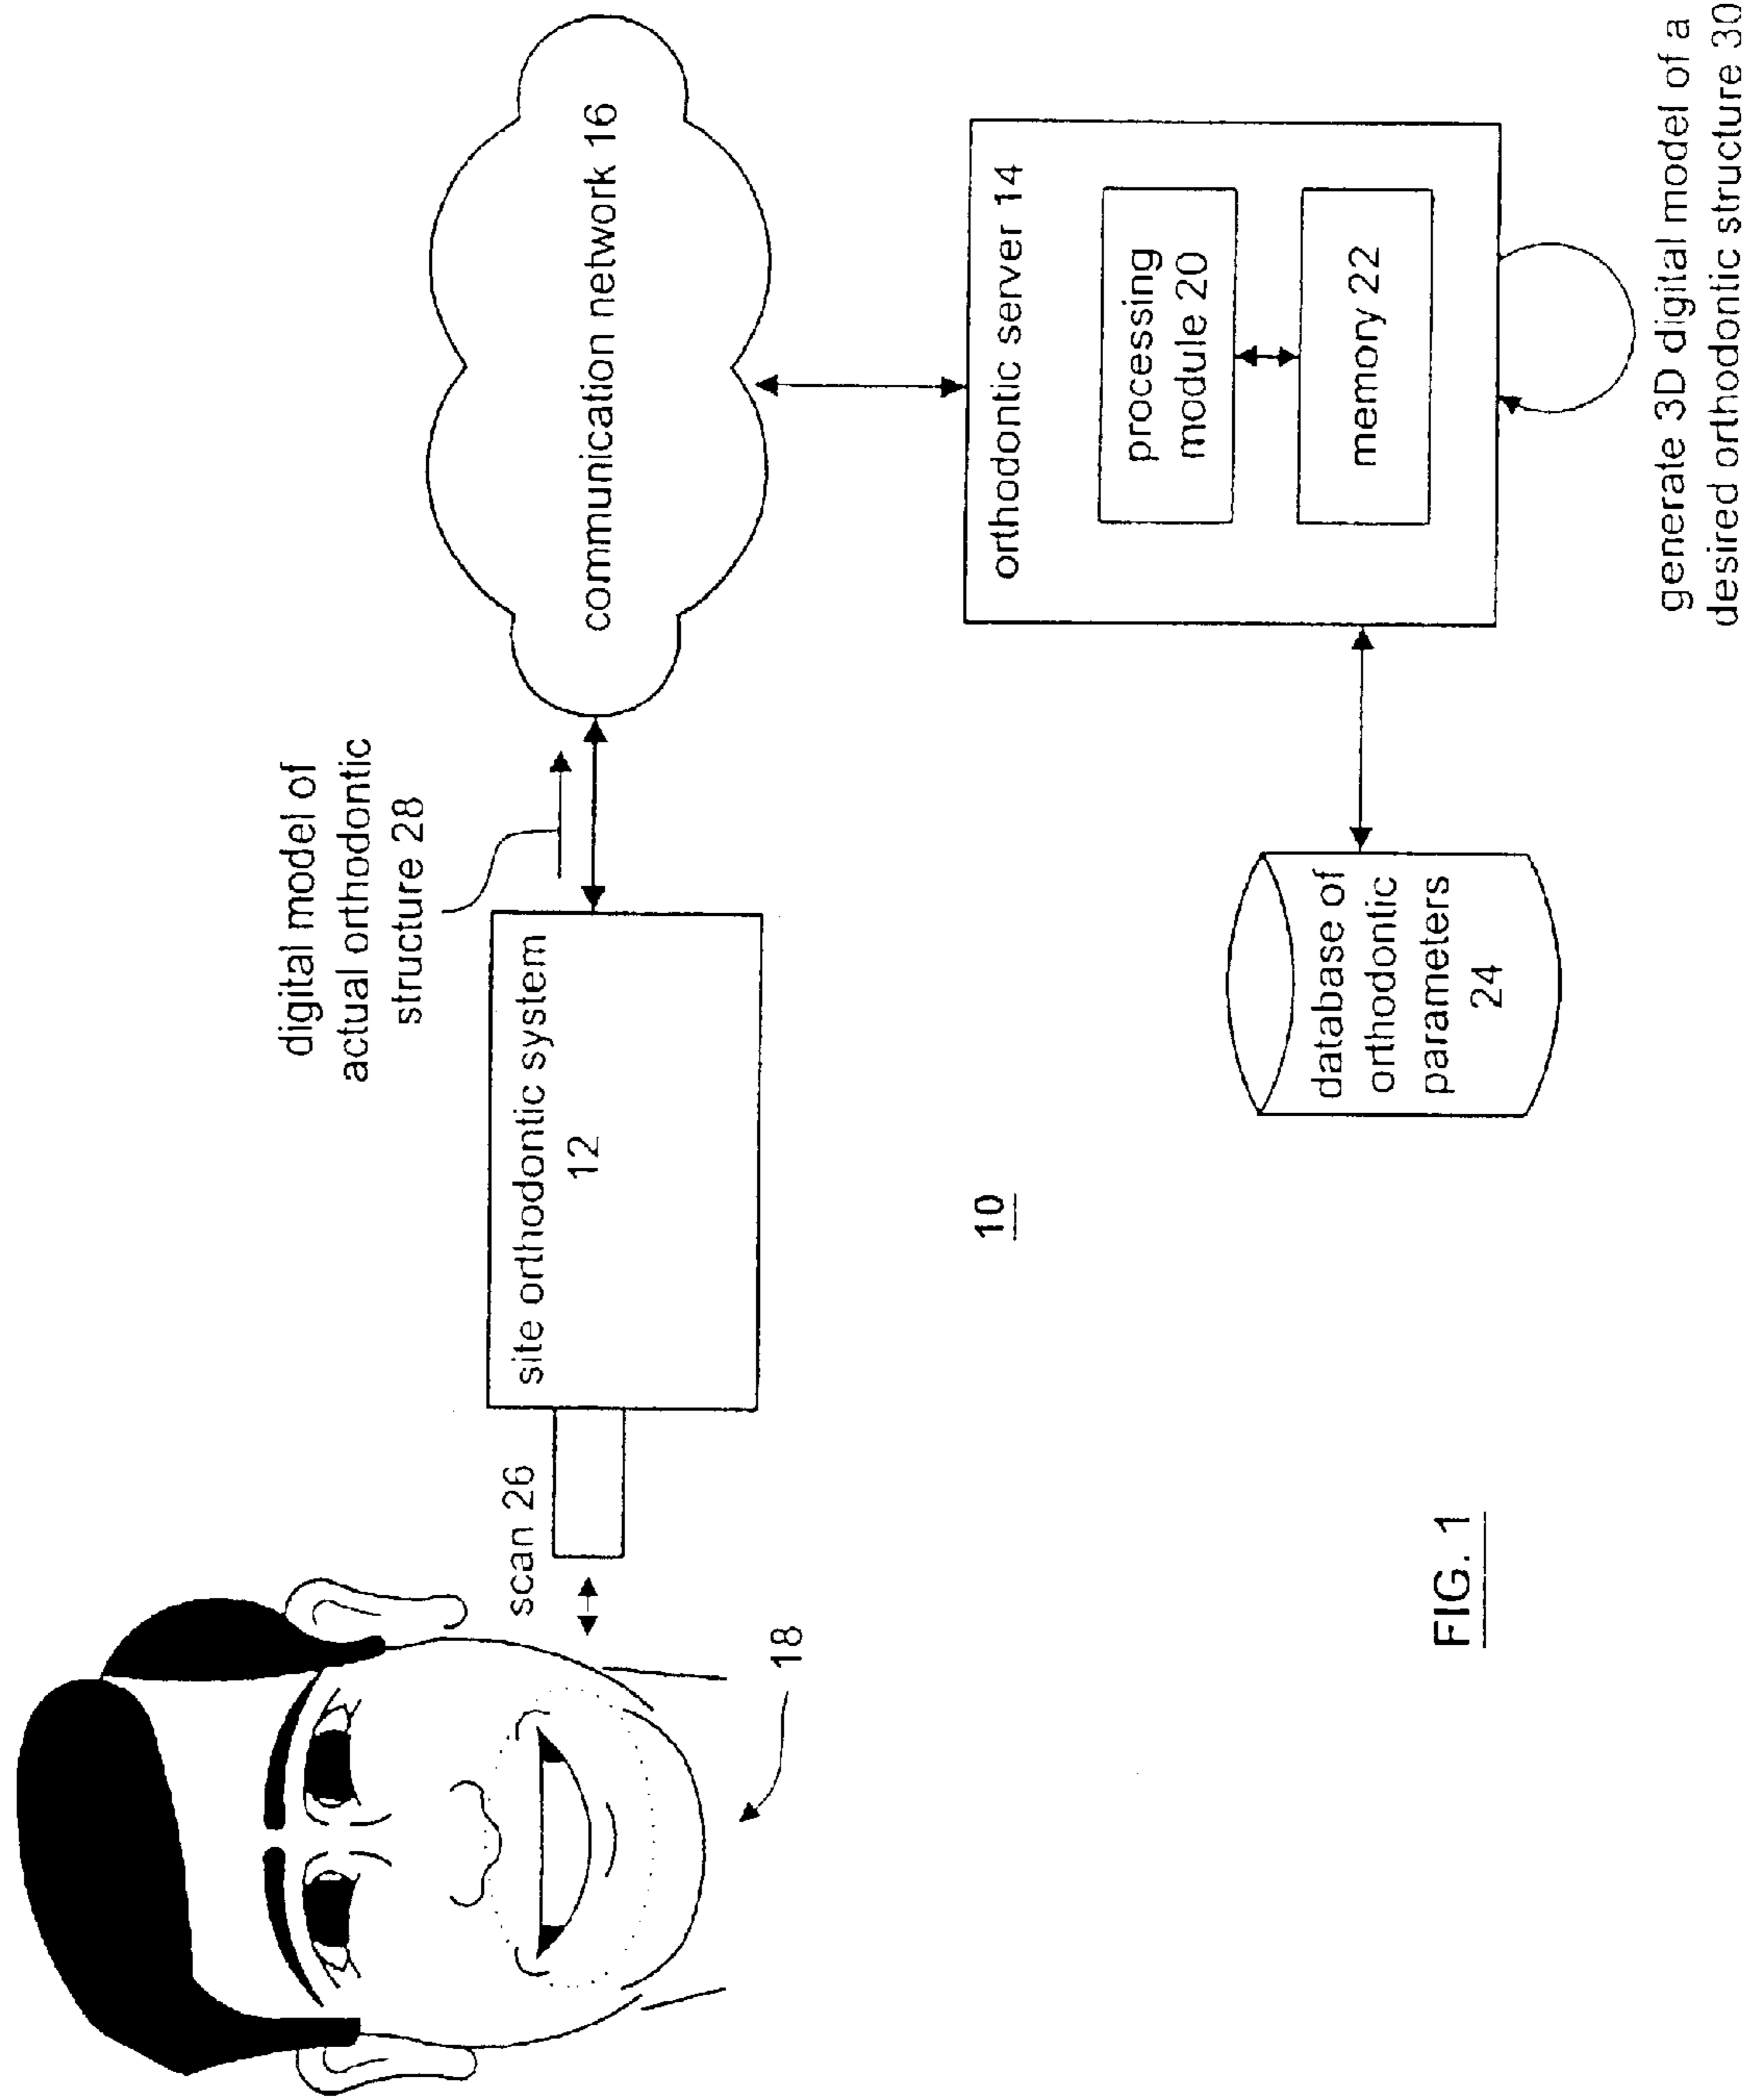 digital model of
actual orthodontic
structure 28
scan 26
site orthodontic system
12
communication network 16
18
10
orthodontic server 14
processing
module 20
memory 22
database of
orthodontic
parameters
24
generate 3D digital model of a
desired orthodontic structure 30
FIG. 1